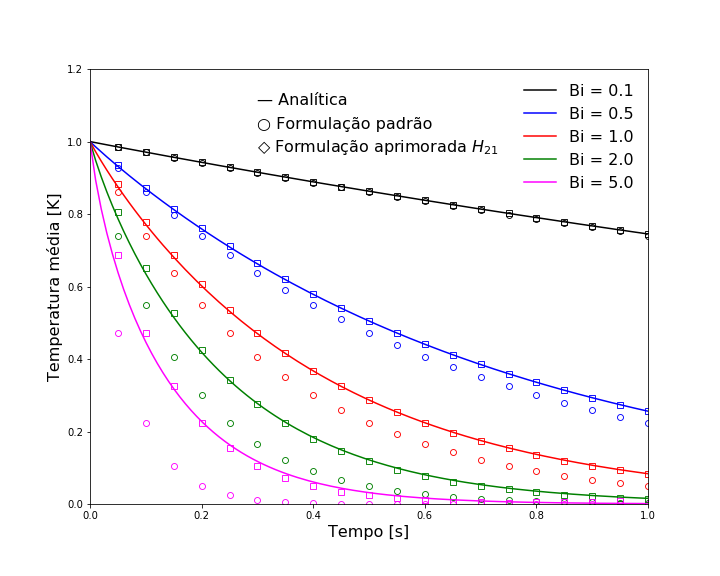 1.2
1.0
0.8
0.6
0.4
0.2
0.0
Temperatura média [K]
— Analítica
○ Formulação padrão
◇ Formulação aprimorada H₂₁
Bi = 0.1
Bi = 0.5
Bi = 1.0
Bi = 2.0
Bi = 5.0
0.0 0.2 0.4 0.6 0.8 1.0
Tempo [s]